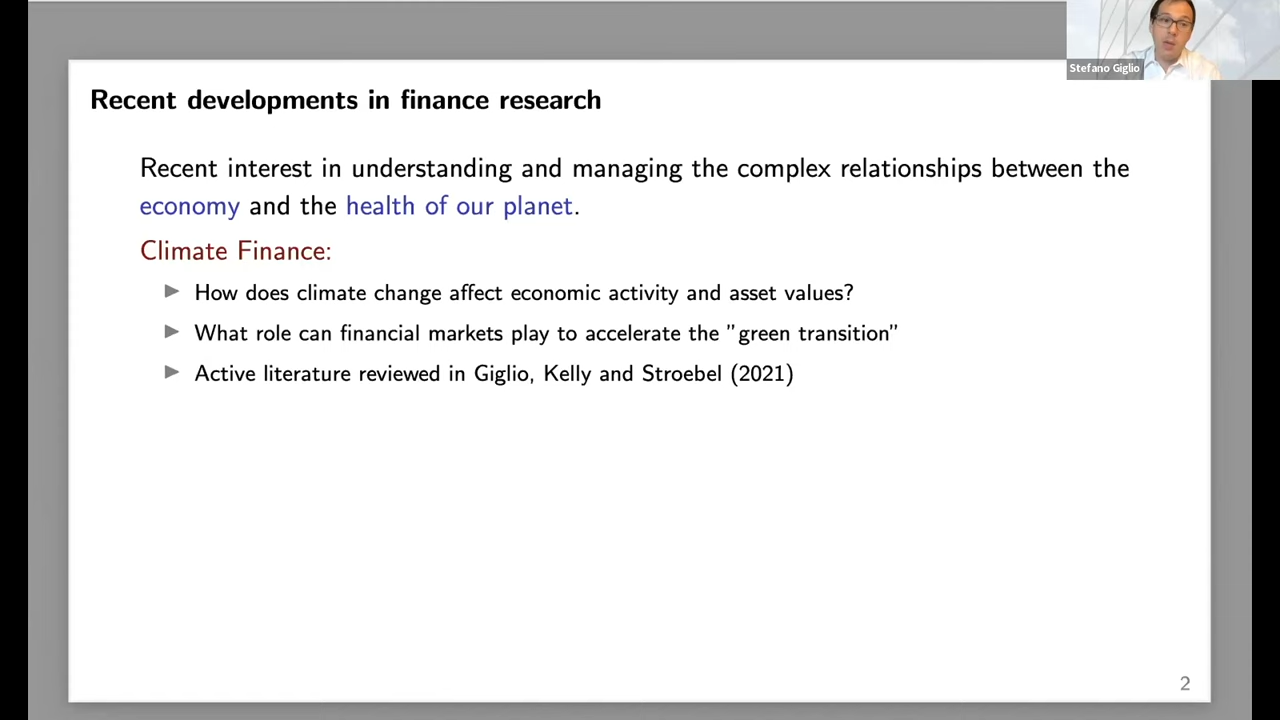 Stefano Giglio
Recent developments in finance research
Recent interest in understanding and managing the complex relationships between the
economy and the health of our planet.
Climate Finance:
▶ How does climate change affect economic activity and asset values?
▶ What role can financial markets play to accelerate the ”green transition”
▶ Active literature reviewed in Giglio, Kelly and Stroebel (2021)
2